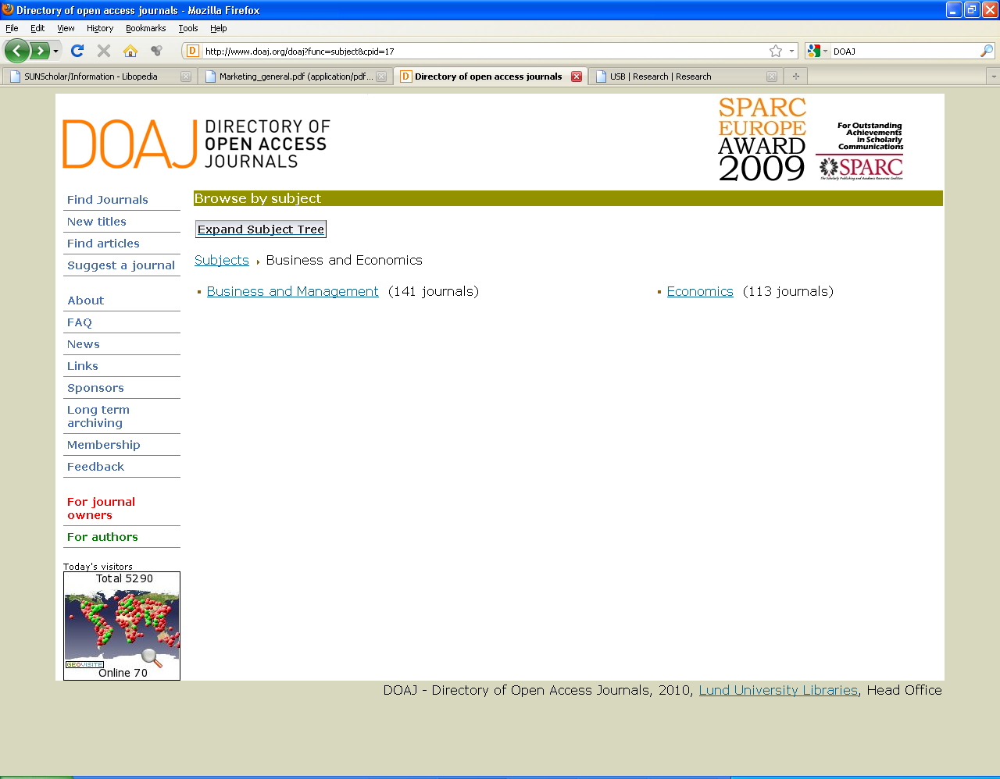 Directory of open access journals - Mozilla Firefox
File Edit View History Bookmarks Tools Help
http://www.doaj.org/doaj?func=subject&cpid=17
DOAJ
SUNScholar/Information - Libopedia
Marketing_general.pdf (application/pdf...
Directory of open access journals
USB | Research | Research
DOAJ
DIRECTORY OF
OPEN ACCESS
JOURNALS
SPARC
EUROPE
AWARD
2009
For Outstanding
Achievements
in Scholarly
Communications
SPARC
The Scholarly Publishing and Academic Resources Coalition
Find Journals
New titles
Find articles
Suggest a journal
About
FAQ
News
Links
Sponsors
Long term
archiving
Membership
Feedback
For journal
owners
For authors
Today's visitors
Total 5290
GEOVISITE
Online 70
Browse by subject
Expand Subject Tree
Subjects Business and Economics
Business and Management (141 journals)
Economics (113 journals)
DOAJ - Directory of Open Access Journals, 2010, Lund University Libraries, Head Office